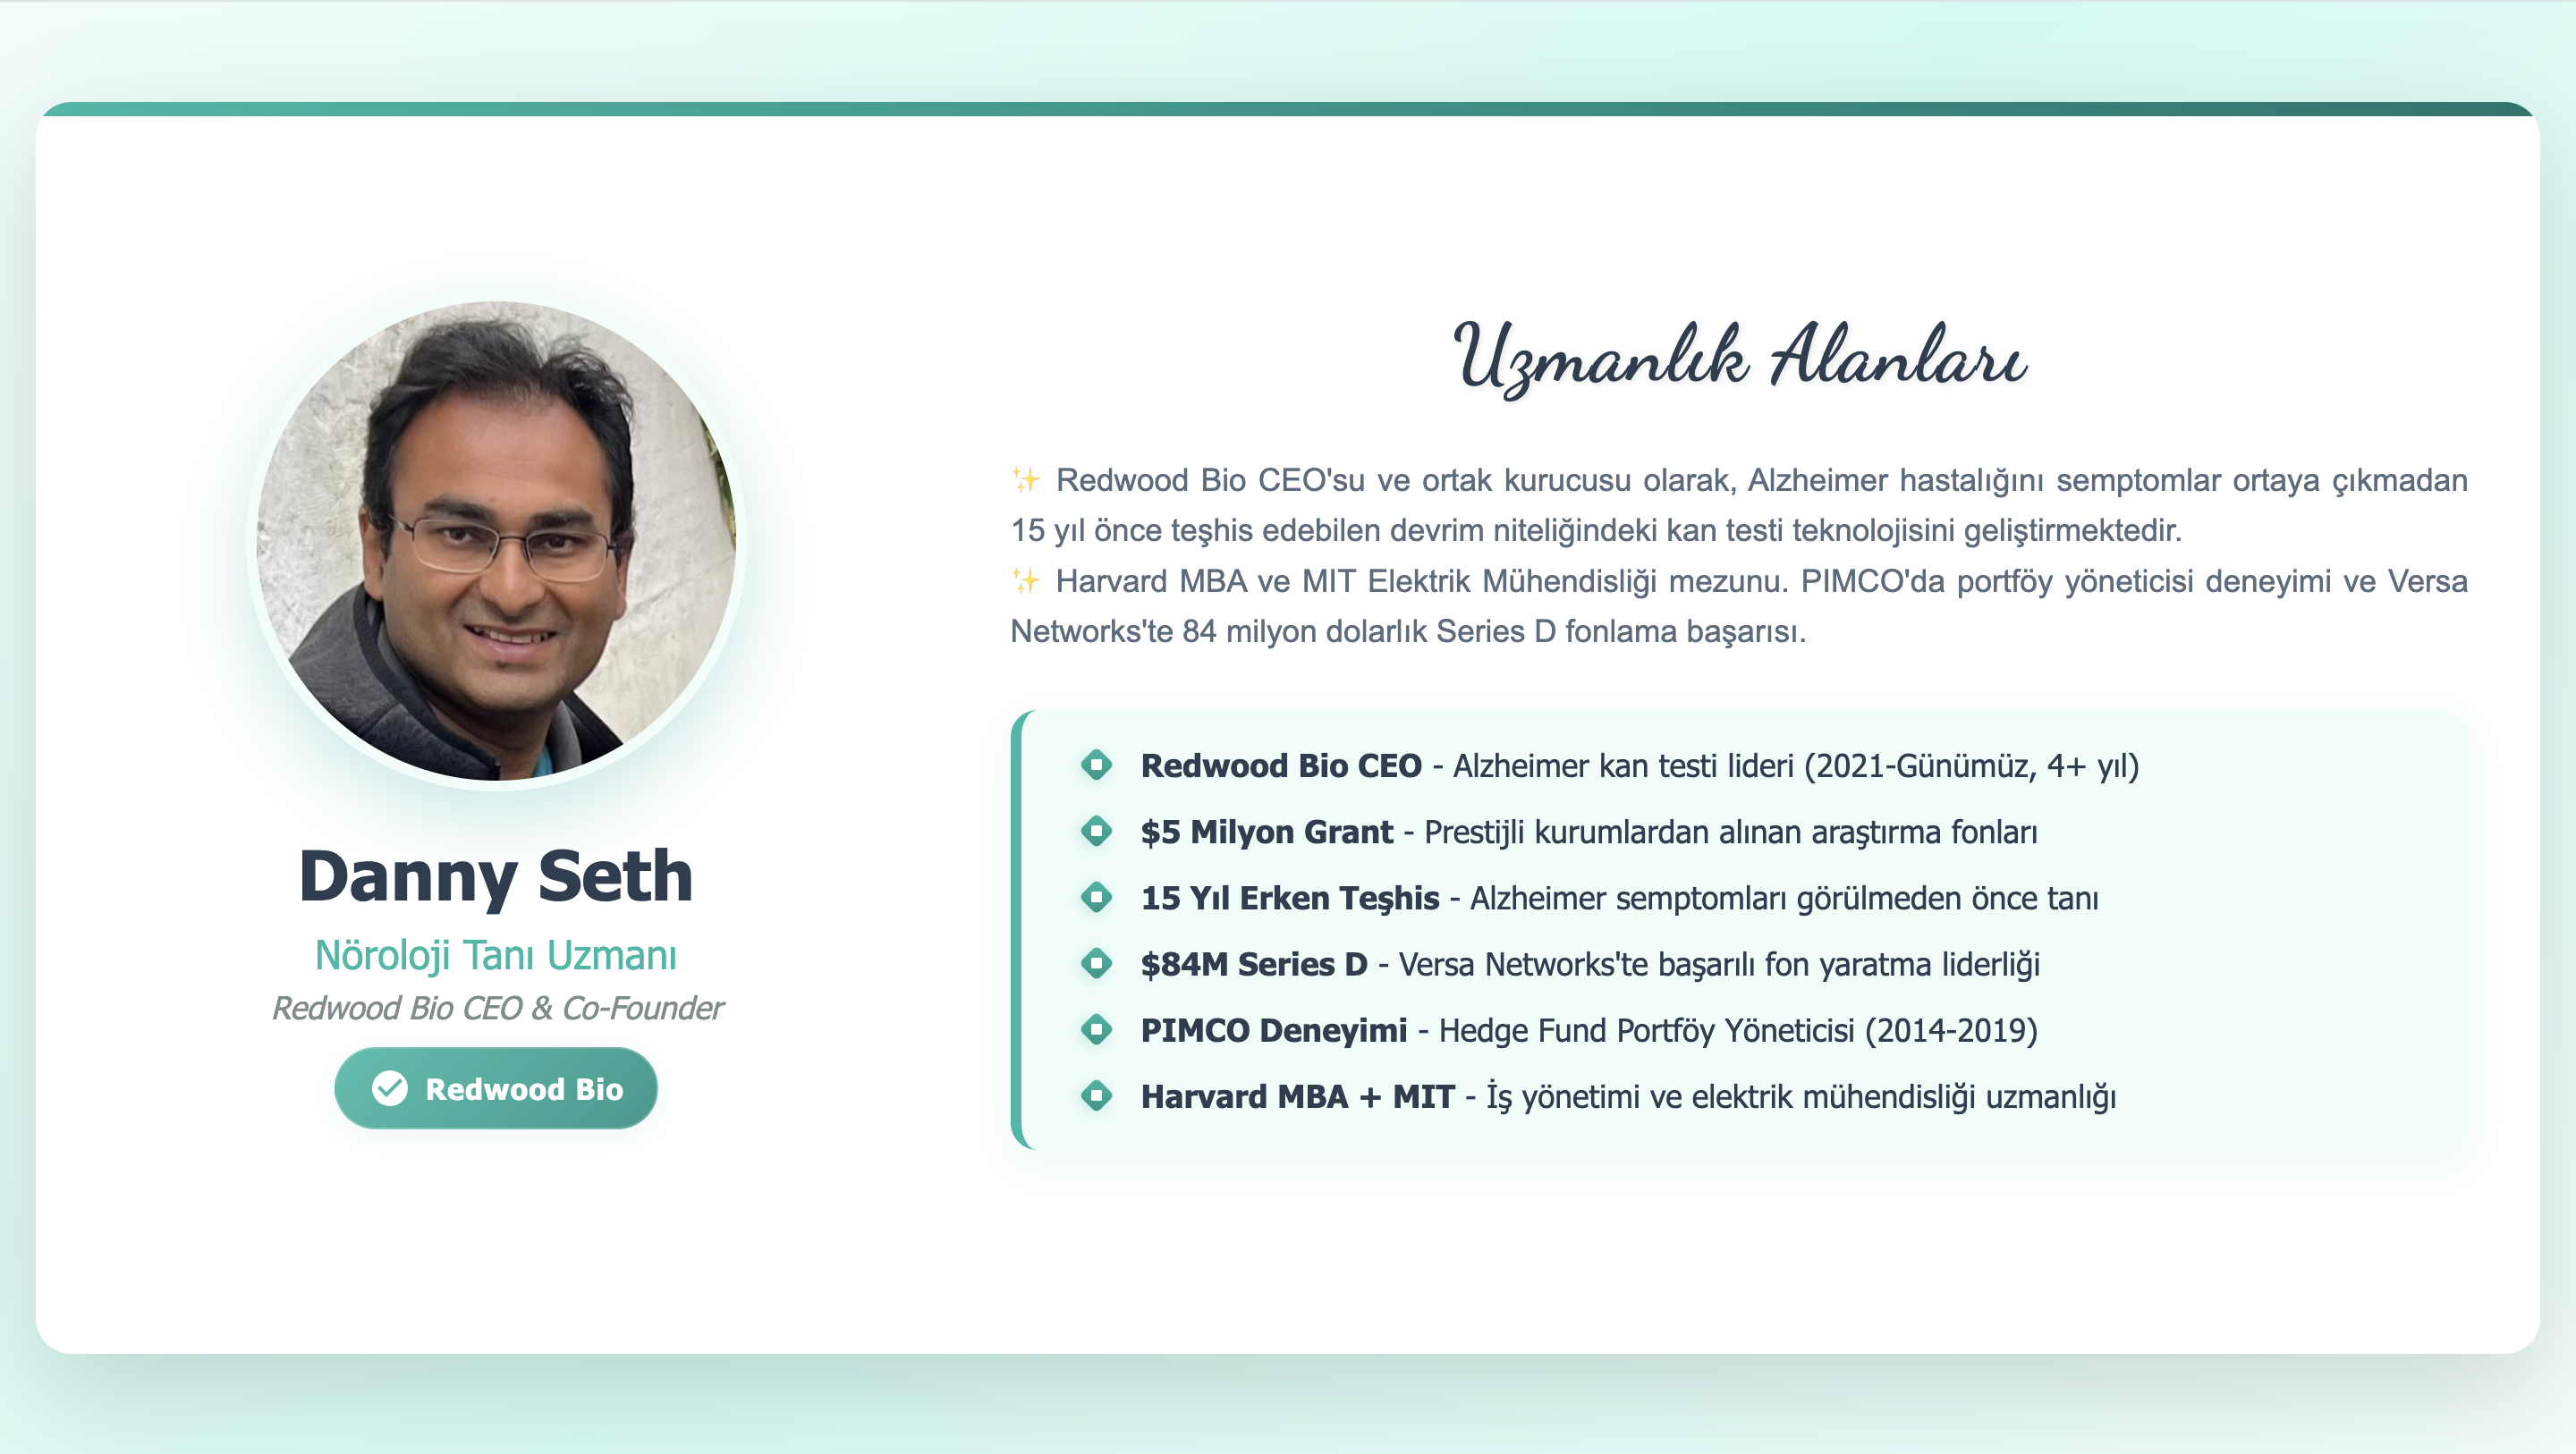 Danny Seth
Nöroloji Tanı Uzmanı
Redwood Bio CEO & Co-Founder
Redwood Bio
Uzmanlık Alanları
✨ Redwood Bio CEO'su ve ortak kurucusu olarak, Alzheimer hastalığını semptomlar ortaya çıkmadan
15 yıl önce teşhis edebilen devrim niteliğindeki kan testi teknolojisini geliştirmektedir.
✨ Harvard MBA ve MIT Elektrik Mühendisliği mezunu. PIMCO'da portföy yöneticisi deneyimi ve Versa
Networks'te 84 milyon dolarlık Series D fonlama başarısı.
Redwood Bio CEO - Alzheimer kan testi lideri (2021-Günümüz, 4+ yıl)
$5 Milyon Grant - Prestijli kurumlardan alınan araştırma fonları
15 Yıl Erken Teşhis - Alzheimer semptomları görülmeden önce tanı
$84M Series D - Versa Networks'te başarılı fon yaratma liderliği
PIMCO Deneyimi - Hedge Fund Portföy Yöneticisi (2014-2019)
Harvard MBA + MIT - İş yönetimi ve elektrik mühendisliği uzmanlığı